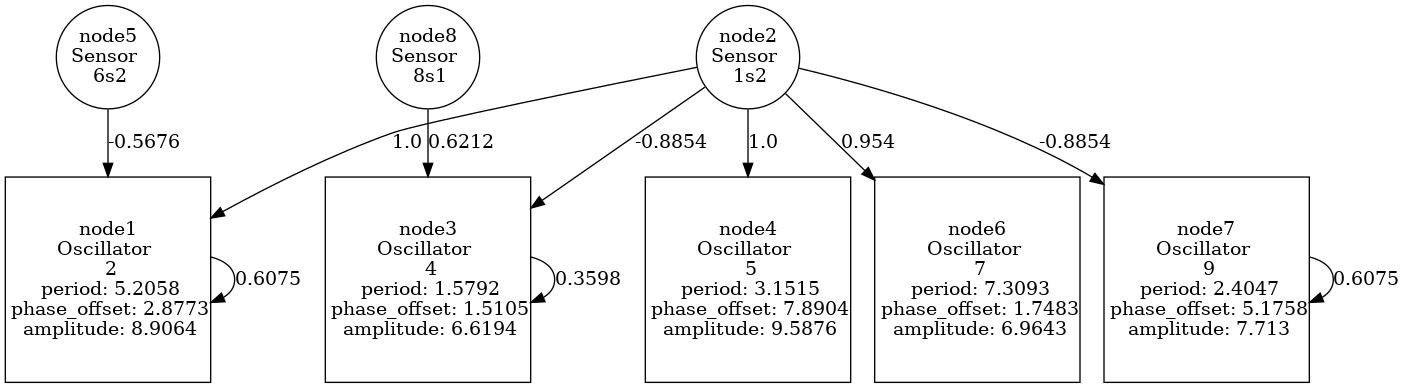 node5
Sensor
6s2
node8
Sensor
8s1
node2
Sensor
1s2
-0.5676
1.0
0.6212
-0.8854
1.0
0.954
-0.8854
node1
Oscillator
2
period: 5.2058
phase_offset: 2.8773
amplitude: 8.9064
0.6075
node3
Oscillator
4
period: 1.5792
phase_offset: 1.5105
amplitude: 6.6194
0.3598
node4
Oscillator
5
period: 3.1515
phase_offset: 7.8904
amplitude: 9.5876
node6
Oscillator
7
period: 7.3093
phase_offset: 1.7483
amplitude: 6.9643
node7
Oscillator
9
period: 2.4047
phase_offset: 5.1758
amplitude: 7.713
0.6075